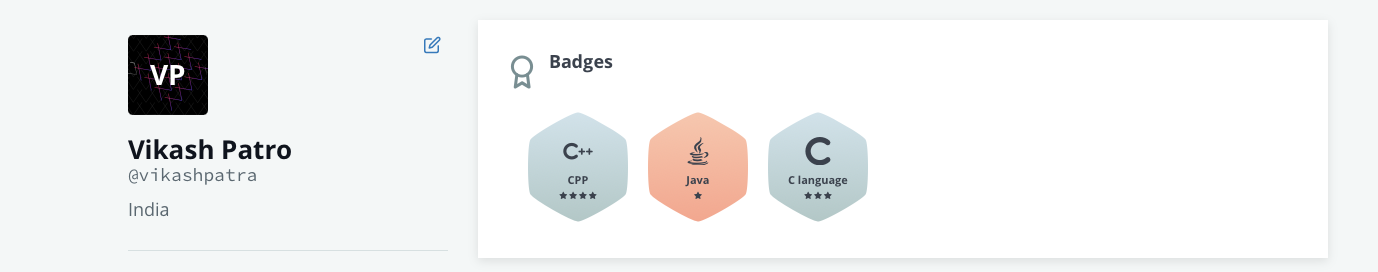 VP
Vikash Patro
@vikashpatra
India
Badges
C++
CPP
★★★★
Java
★
C
C language
★★★